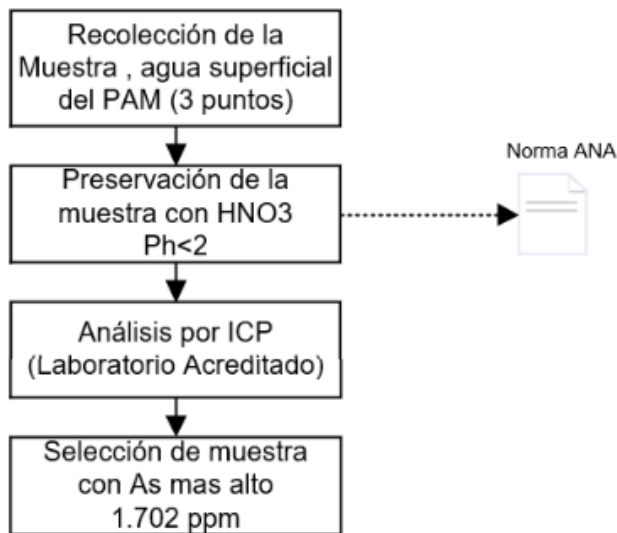 Recolección de la
Muestra , agua superficial
del PAM (3 puntos)
Norma ANA
Preservación de la
muestra con HNO3
Ph<2
Análisis por ICP
(Laboratorio Acreditado)
Selección de muestra
con As mas alto
1.702 ppm